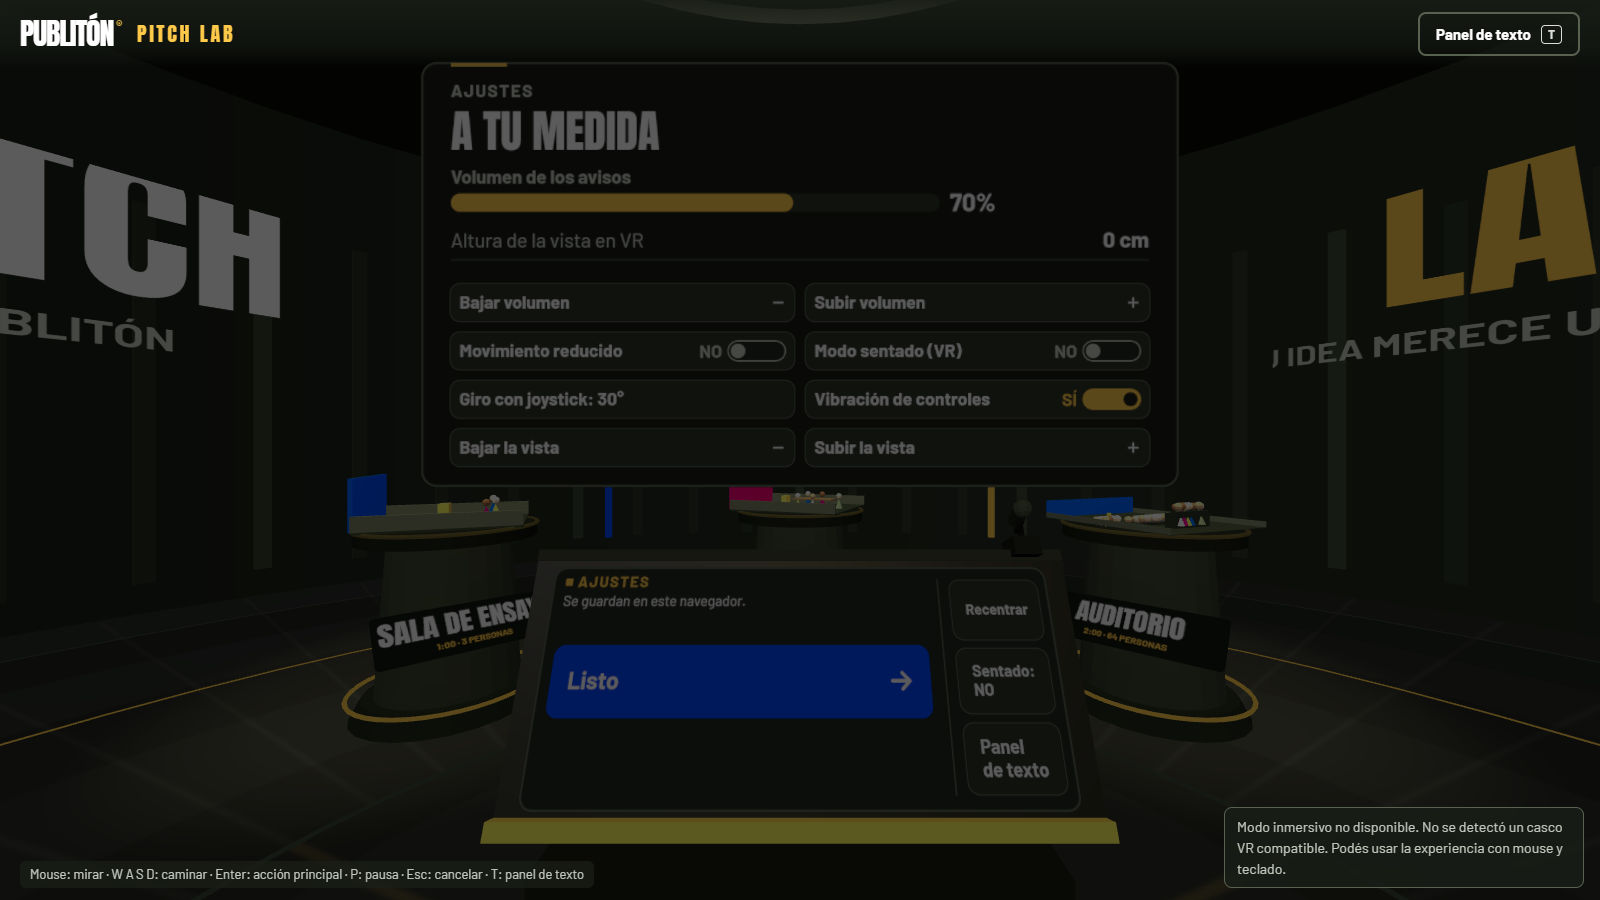 PUBLITÓN PITCH LAB
Panel de texto T
AJUSTES
A TU MEDIDA
Volumen de los avisos
70%
Altura de la vista en VR 0 cm
Bajar volumen −
Subir volumen +
Movimiento reducido NO
Modo sentado (VR) NO
Giro con joystick: 30°
Vibración de controles SÍ
Bajar la vista −
Subir la vista +
TCH
BLITÓN
LA
IDEA MERECE U
SALA DE ENSA
1:00 · 3 PERSONAS
AUDITORIO
2:00 · 64 PERSONAS
AJUSTES
Se guardan en este navegador.
Listo →
Recentrar
Sentado:
NO
Panel
de texto
Modo inmersivo no disponible. No se detectó un casco
VR compatible. Podés usar la experiencia con mouse y
teclado.
Mouse: mirar · W A S D: caminar · Enter: acción principal · P: pausa · Esc: cancelar · T: panel de texto